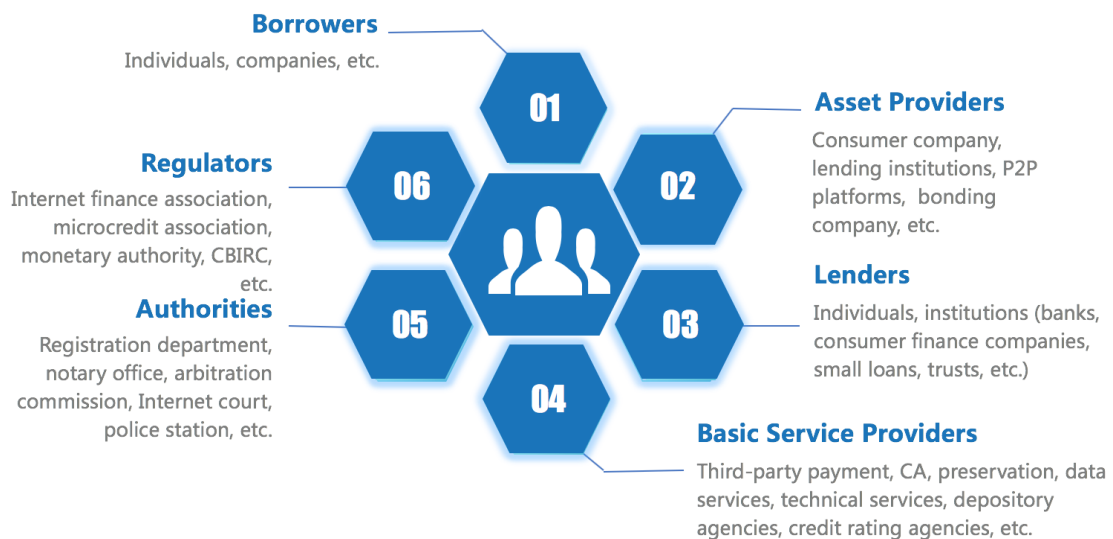 Borrowers
Individuals, companies, etc.
01
Asset Providers
Consumer company,
lending institutions, P2P
platforms, bonding
company, etc.
02
Lenders
Individuals, institutions (banks,
consumer finance companies,
small loans, trusts, etc.)
03
Basic Service Providers
Third-party payment, CA, preservation, data
services, technical services, depository
agencies, credit rating agencies, etc.
04
Authorities
Registration department,
notary office, arbitration
commission, Internet court,
police station, etc.
05
Regulators
Internet finance association,
microcredit association,
monetary authority, CBIRC,
etc.
06